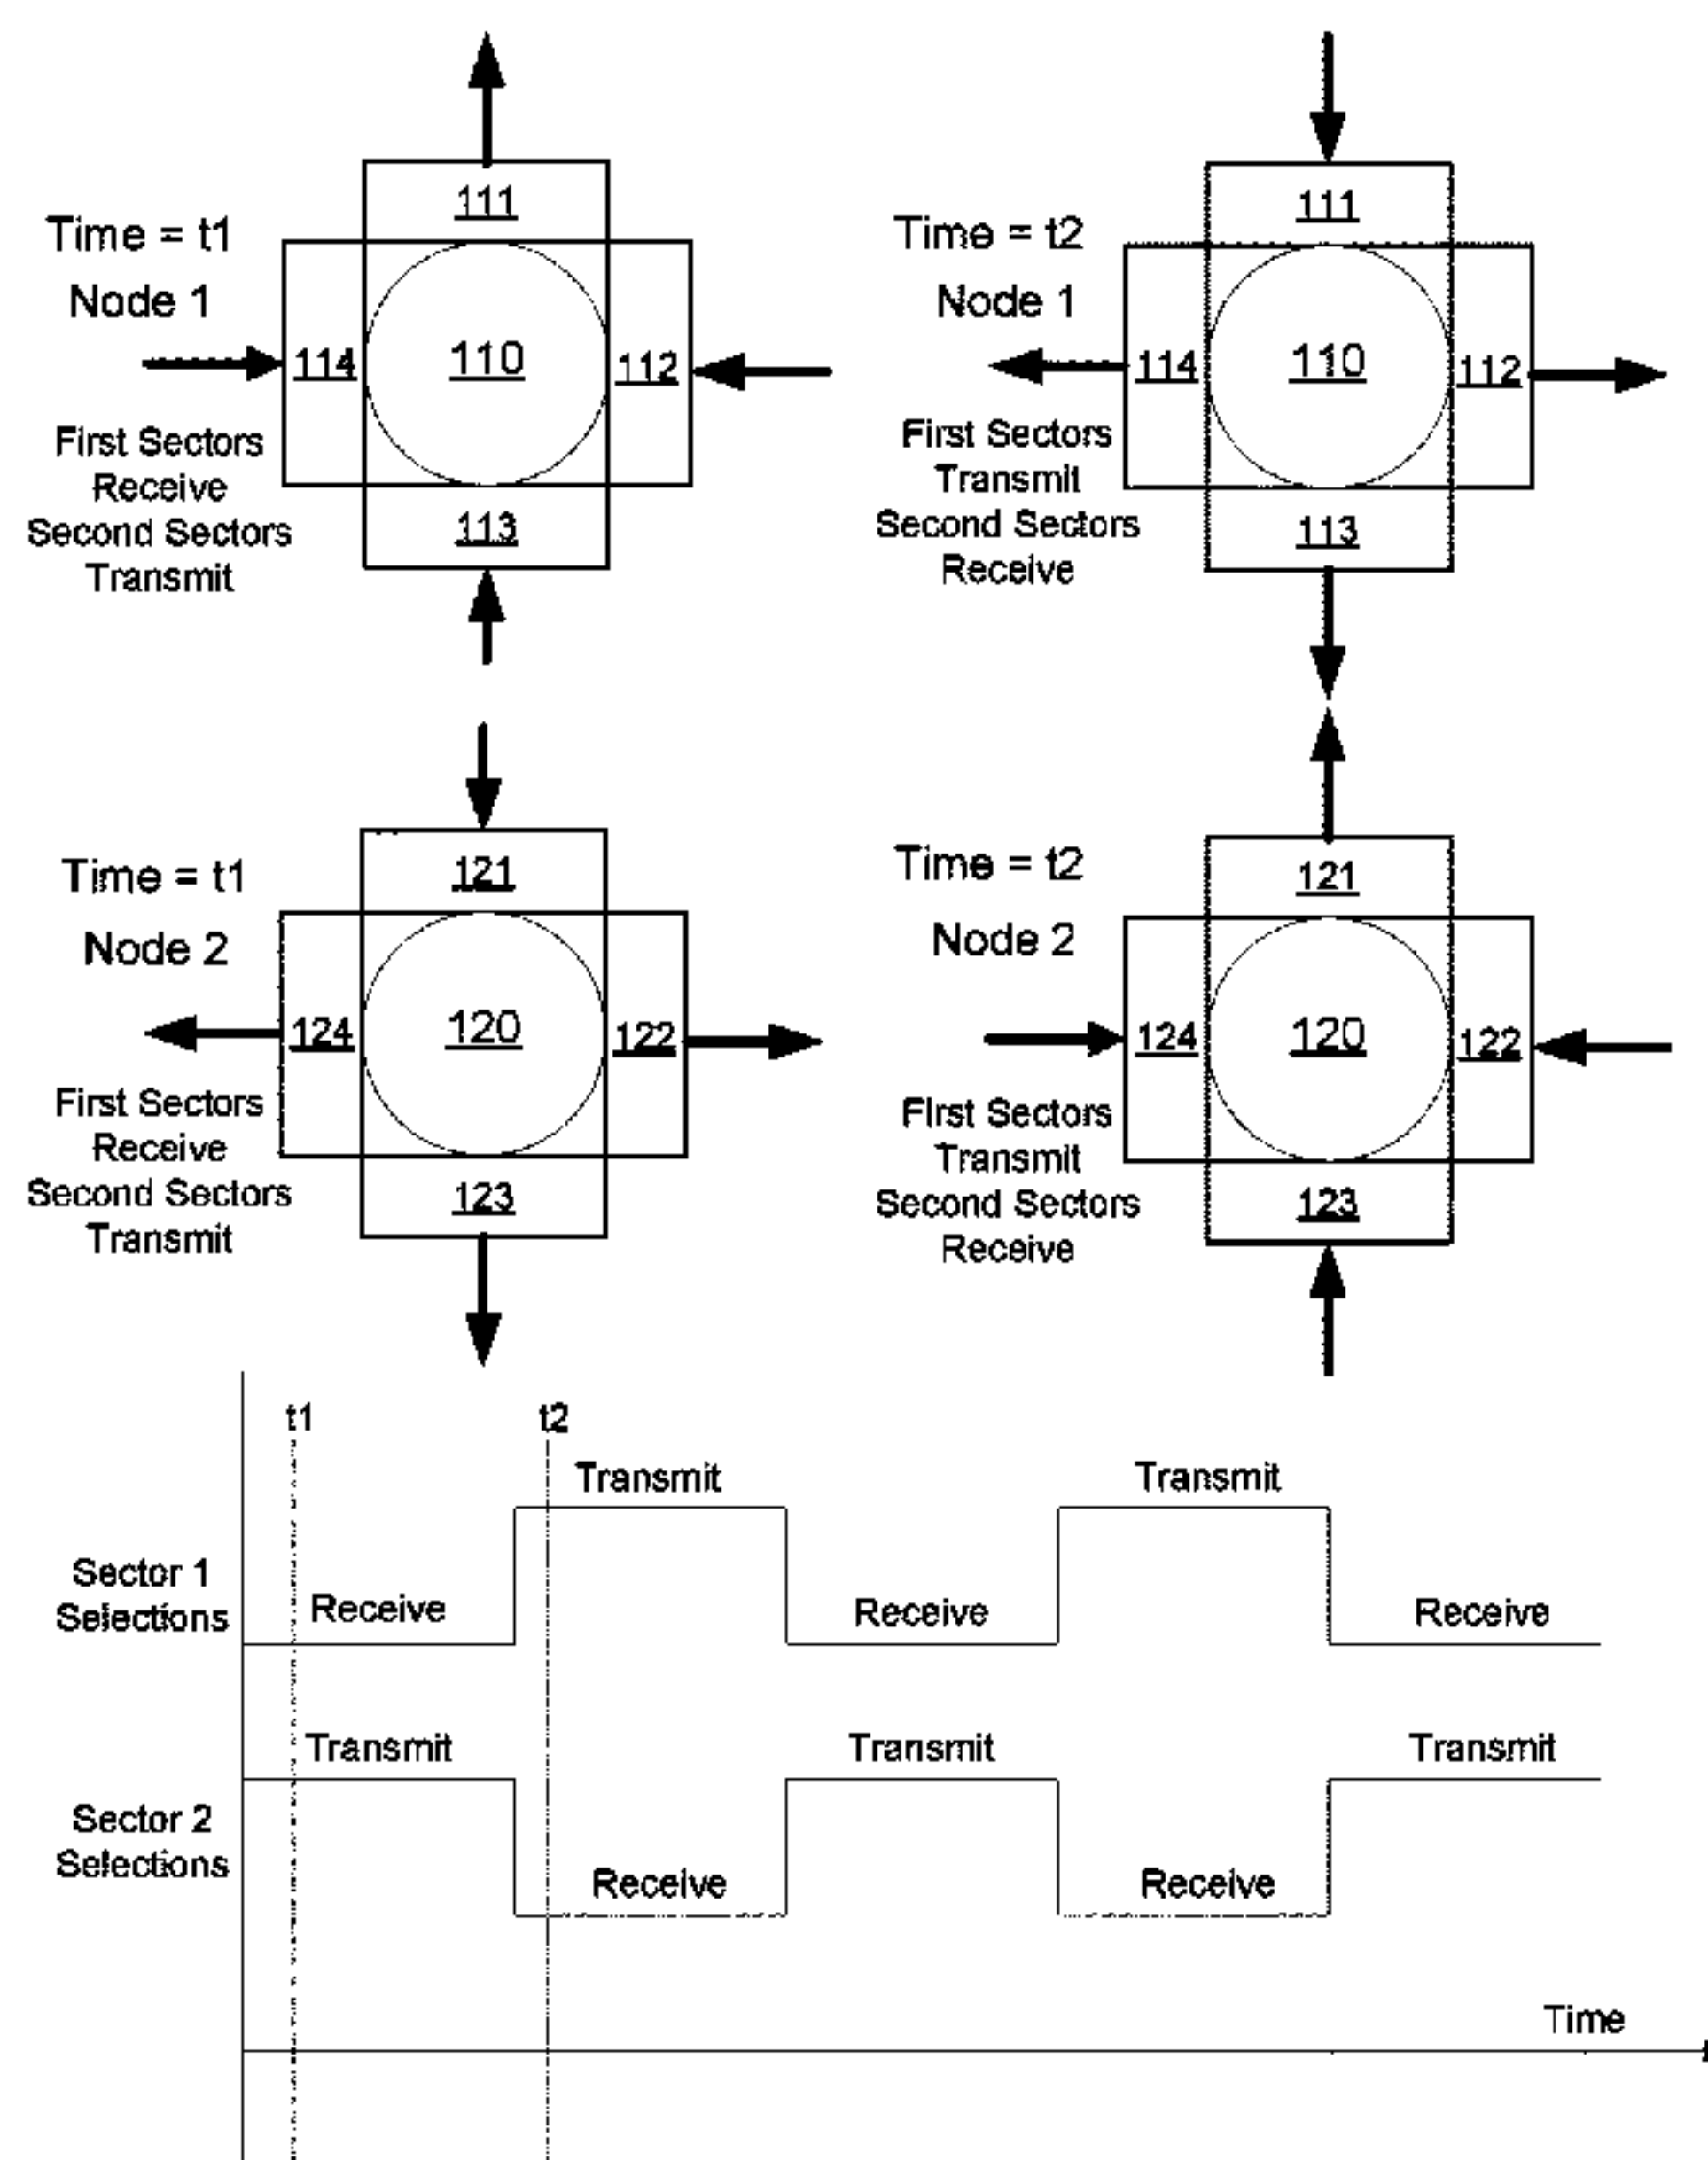 111
Time = t1
Node 1
114
110
112
First Sectors
Receive
Second Sectors
Transmit
113
111
Time = t2
Node 1
114
110
112
First Sectors
Transmit
Second Sectors
Receive
113
121
Time = t1
Node 2
124
120
122
First Sectors
Receive
Second Sectors
Transmit
123
121
Time = t2
Node 2
124
120
122
First Sectors
Transmit
Second Sectors
Receive
123
t1
t2
Transmit
Transmit
Sector 1
Selections
Receive
Receive
Receive
Transmit
Transmit
Transmit
Sector 2
Selections
Receive
Receive
Time